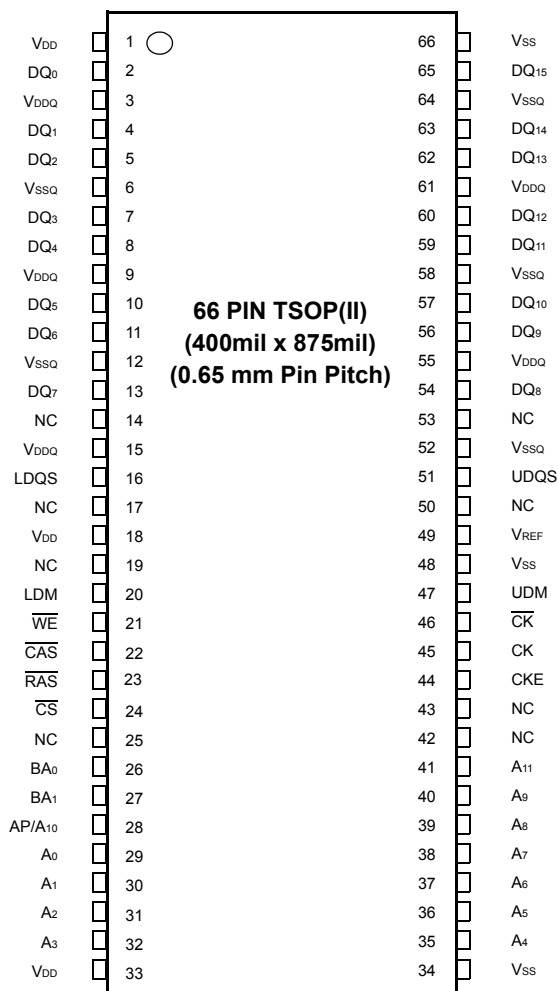 VDD 1 66 VSS
DQ0 2 65 DQ15
VDDQ 3 64 VSSQ
DQ1 4 63 DQ14
DQ2 5 62 DQ13
VSSQ 6 61 VDDQ
DQ3 7 60 DQ12
DQ4 8 59 DQ11
VDDQ 9 58 VSSQ
DQ5 10 57 DQ10
DQ6 11 56 DQ9
VSSQ 12 55 VDDQ
DQ7 13 54 DQ8
66 PIN TSOP(II)
(400mil x 875mil)
(0.65 mm Pin Pitch)
NC 14 53 NC
VDDQ 15 52 VSSQ
LDQS 16 51 UDQS
NC 17 50 NC
VDD 18 49 VREF
NC 19 48 VSS
LDM 20 47 UDM
W̅E̅ 21 46 C̅K̅
C̅A̅S̅ 22 45 CK
R̅A̅S̅ 23 44 CKE
C̅S̅ 24 43 NC
NC 25 42 NC
BA0 26 41 A11
BA1 27 40 A9
AP/A10 28 39 A8
A0 29 38 A7
A1 30 37 A6
A2 31 36 A5
A3 32 35 A4
VDD 33 34 VSS